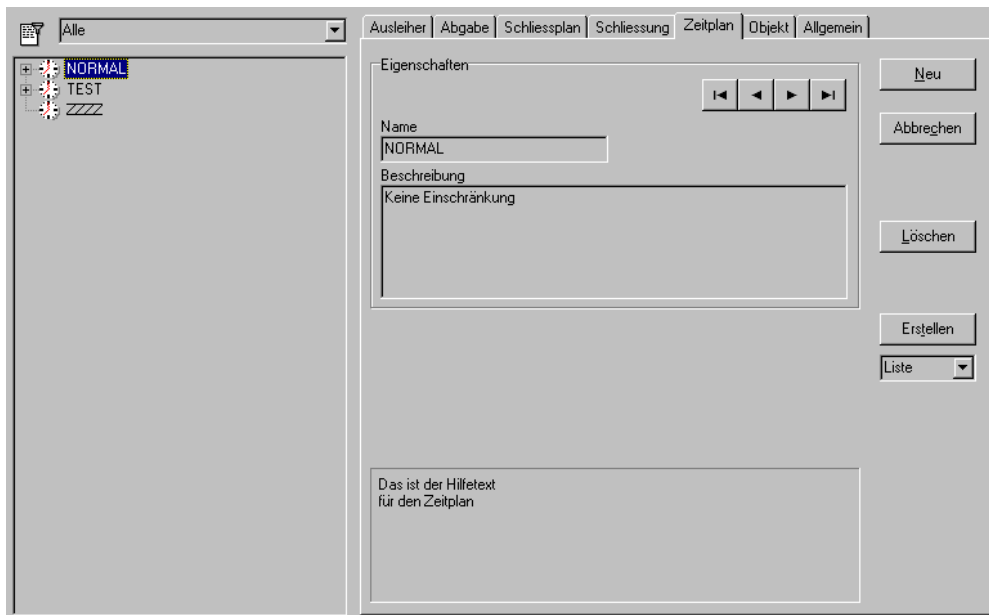 Alle
NORMAL
TEST
ZZZZ
Ausleiher Abgabe Schliessplan Schliessung Zeitplan Objekt Allgemein
Eigenschaften
Name
NORMAL
Beschreibung
Keine Einschränkung
Das ist der Hilfetext
für den Zeitplan
Neu
Abbrechen
Löschen
Erstellen
Liste